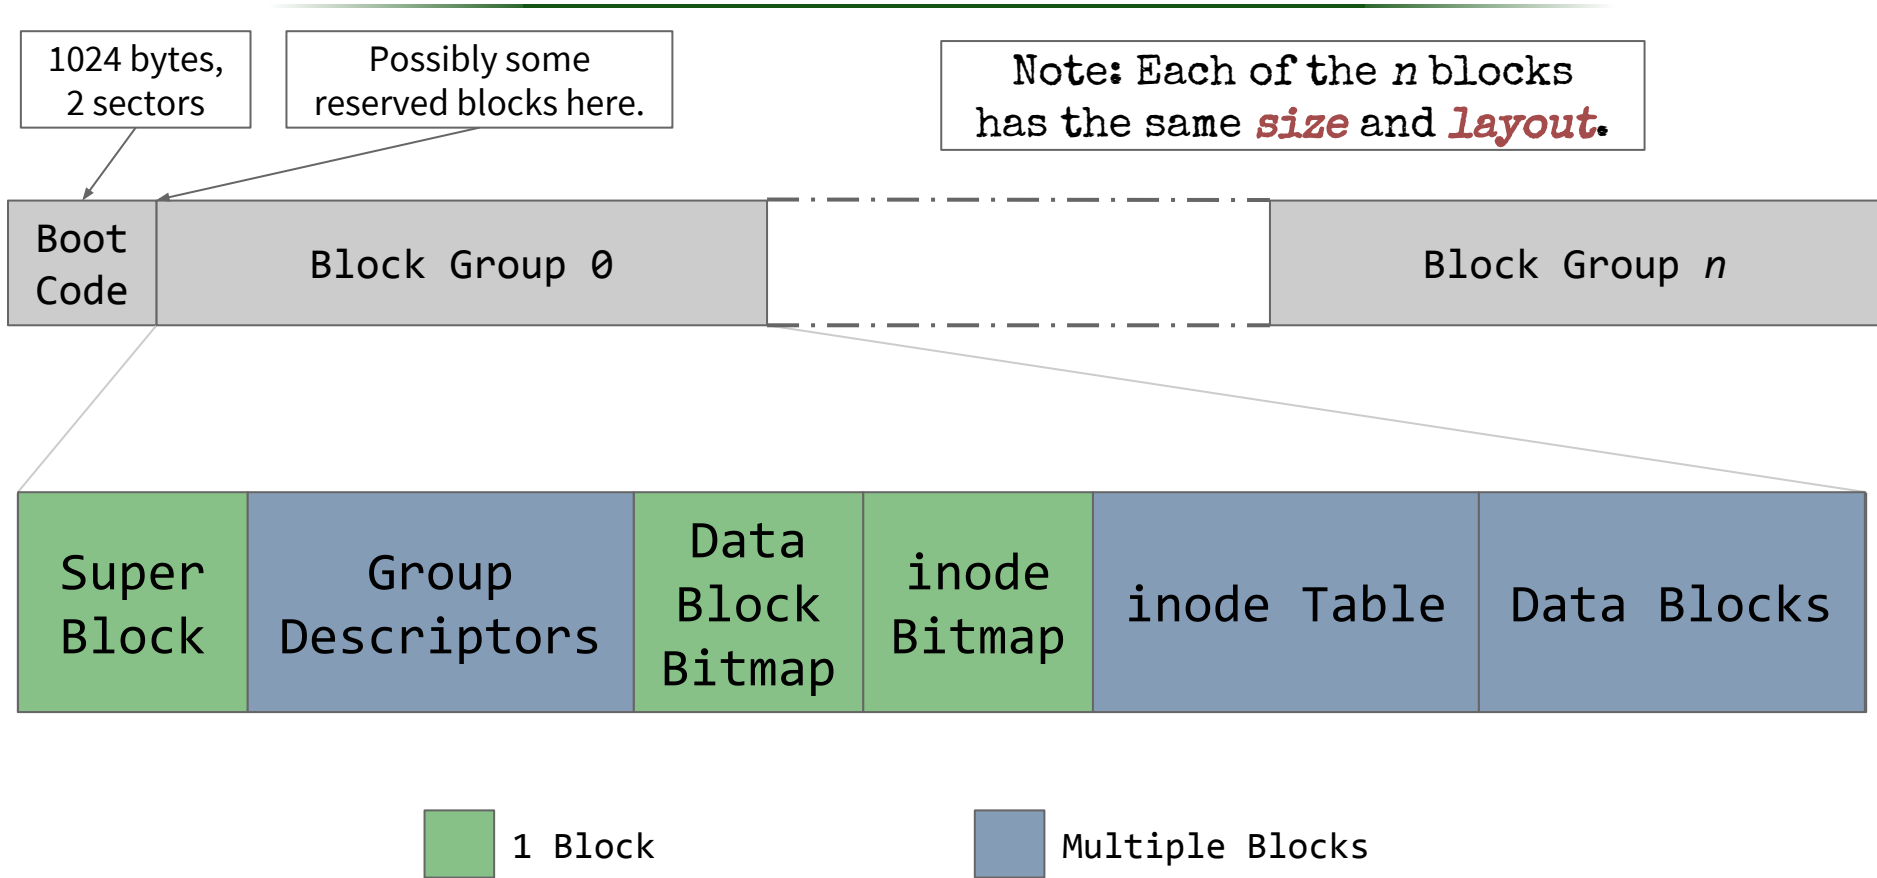 1024 bytes,
2 sectors
Possibly some
reserved blocks here.
Note: Each of the n blocks
has the same size and layout.
Boot
Code
Block Group 0
Block Group n
Super
Block
Group
Descriptors
Data
Block
Bitmap
inode
Bitmap
inode Table
Data Blocks
1 Block
Multiple Blocks